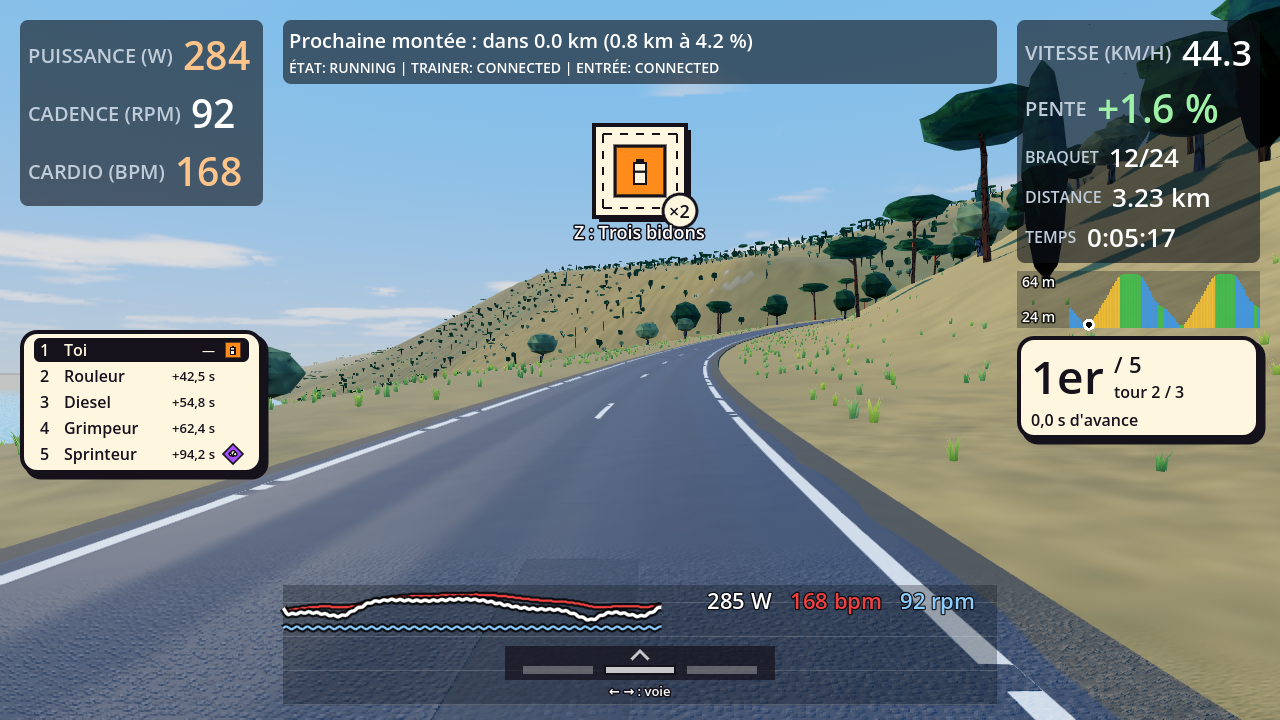 PUISSANCE (W) 284
CADENCE (RPM) 92
CARDIO (BPM) 168
Prochaine montée : dans 0.0 km (0.8 km à 4.2 %)
ÉTAT: RUNNING | TRAINER: CONNECTED | ENTRÉE: CONNECTED
×2
Z : Trois bidons
VITESSE (KM/H) 44.3
PENTE +1.6 %
BRAQUET 12/24
DISTANCE 3.23 km
TEMPS 0:05:17
64 m
24 m
1er / 5
tour 2 / 3
0,0 s d'avance
1 Toi —
2 Rouleur +42,5 s
3 Diesel +54,8 s
4 Grimpeur +62,4 s
5 Sprinteur +94,2 s
285 W 168 bpm 92 rpm
← → : voie